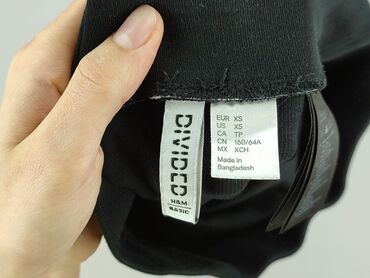 DIVIDED
H&M
BASIC
EUR XS
US XS
CA TP
CN 160/64A
MX XCH
Made in
Bangladesh